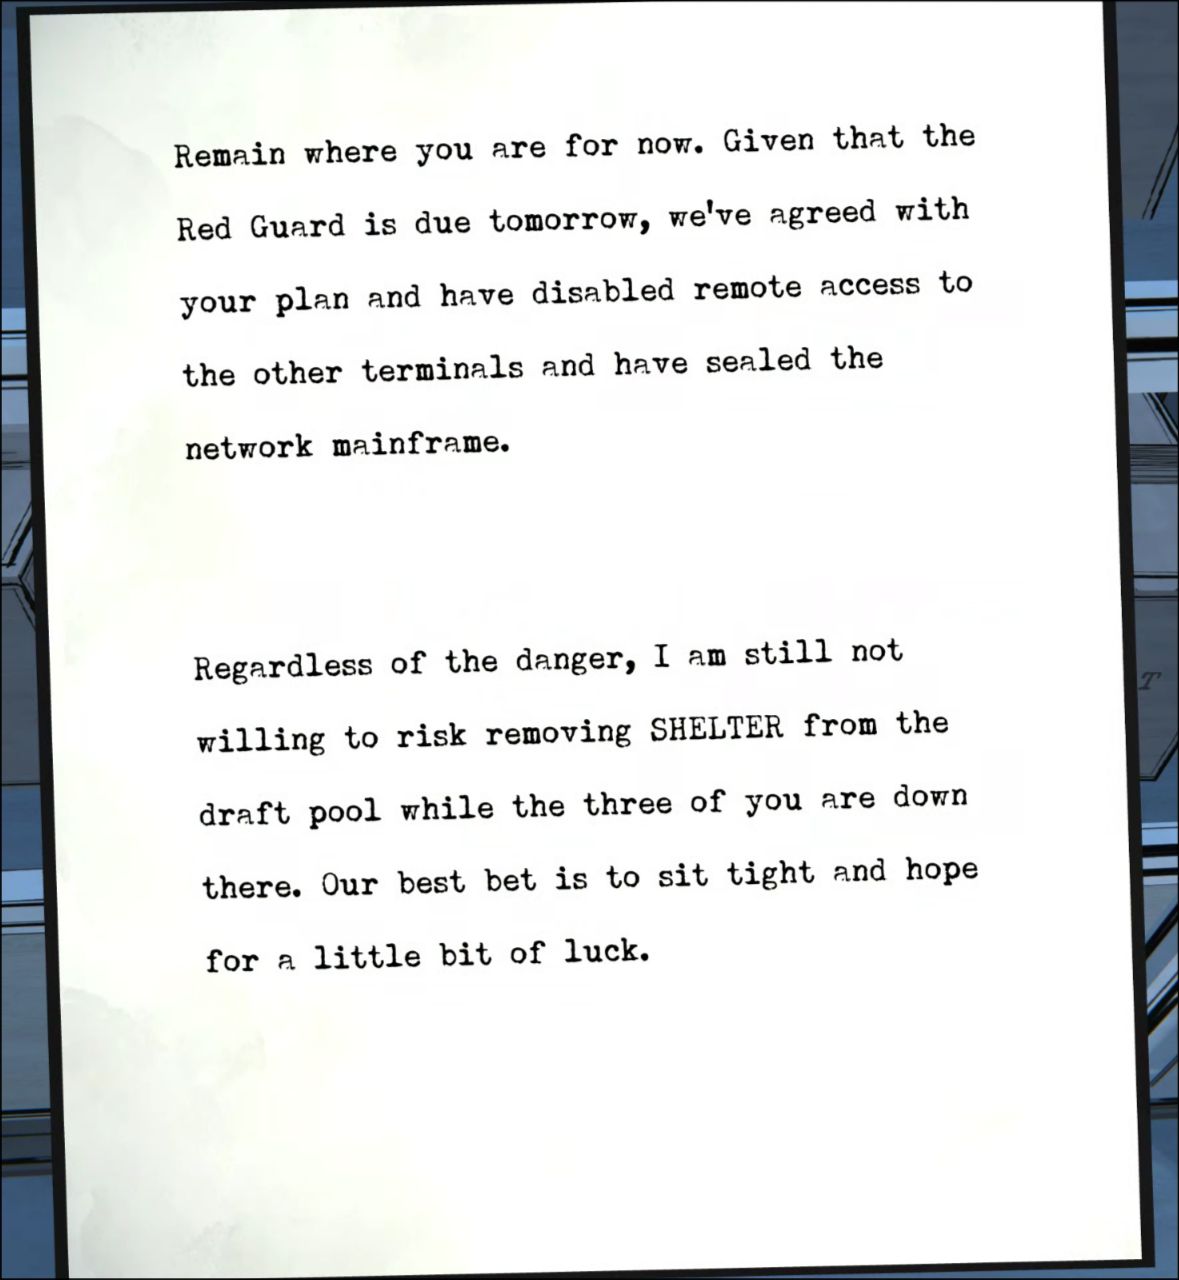 Remain where you are for now. Given that the
Red Guard is due tomorrow, we've agreed with
your plan and have disabled remote access to
the other terminals and have sealed the
network mainframe.
Regardless of the danger, I am still not
willing to risk removing SHELTER from the
draft pool while the three of you are down
there. Our best bet is to sit tight and hope
for a little bit of luck.
T